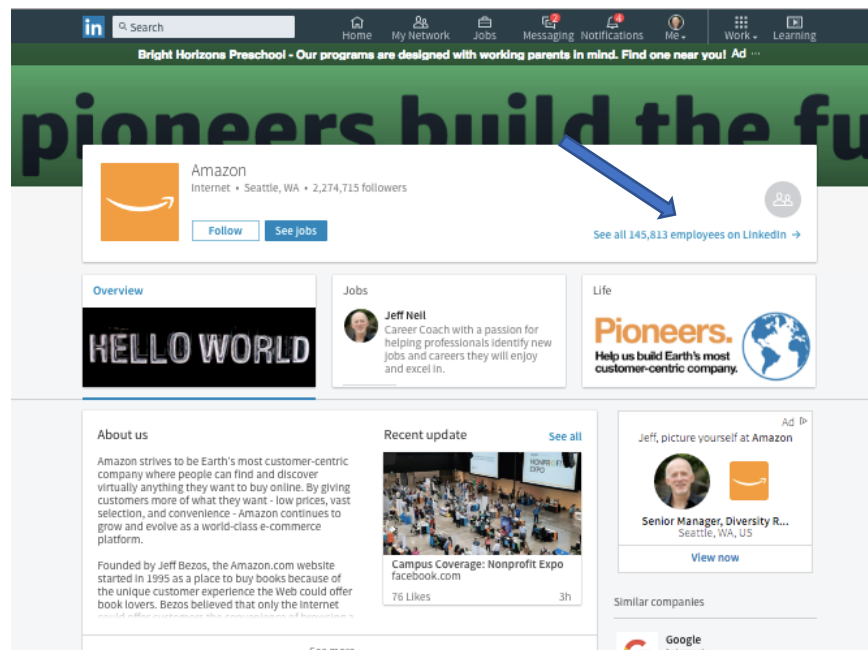 in
Search
Home
My Network
Jobs
2
Messaging
4
Notifications
Me
Work
Learning
Bright Horizons Preschool - Our programs are designed with working parents in mind. Find one near you! Ad ···
pioneers build the fu
Amazon
Internet • Seattle, WA • 2,274,715 followers
Follow
See jobs
See all 145,813 employees on LinkedIn →
Overview
HELLO WORLD
Jobs
Jeff Neil
Career Coach with a passion for
helping professionals identify new
jobs and careers they will enjoy
and excel in.
Life
Pioneers.
Help us build Earth's most
customer-centric company.
About us
Amazon strives to be Earth's most customer-centric
company where people can find and discover
virtually anything they want to buy online. By giving
customers more of what they want - low prices, vast
selection, and convenience - Amazon continues to
grow and evolve as a world-class e-commerce
platform.
Founded by Jeff Bezos, the Amazon.com website
started in 1995 as a place to buy books because of
the unique customer experience the Web could offer
book lovers. Bezos believed that only the Internet
could offer customers the convenience of browsing a
Recent update
See all
NONPROFIT
EXPO
Campus Coverage: Nonprofit Expo
facebook.com
76 Likes
3h
Ad
Jeff, picture yourself at Amazon
Senior Manager, Diversity R...
Seattle, WA, US
View now
Similar companies
Google